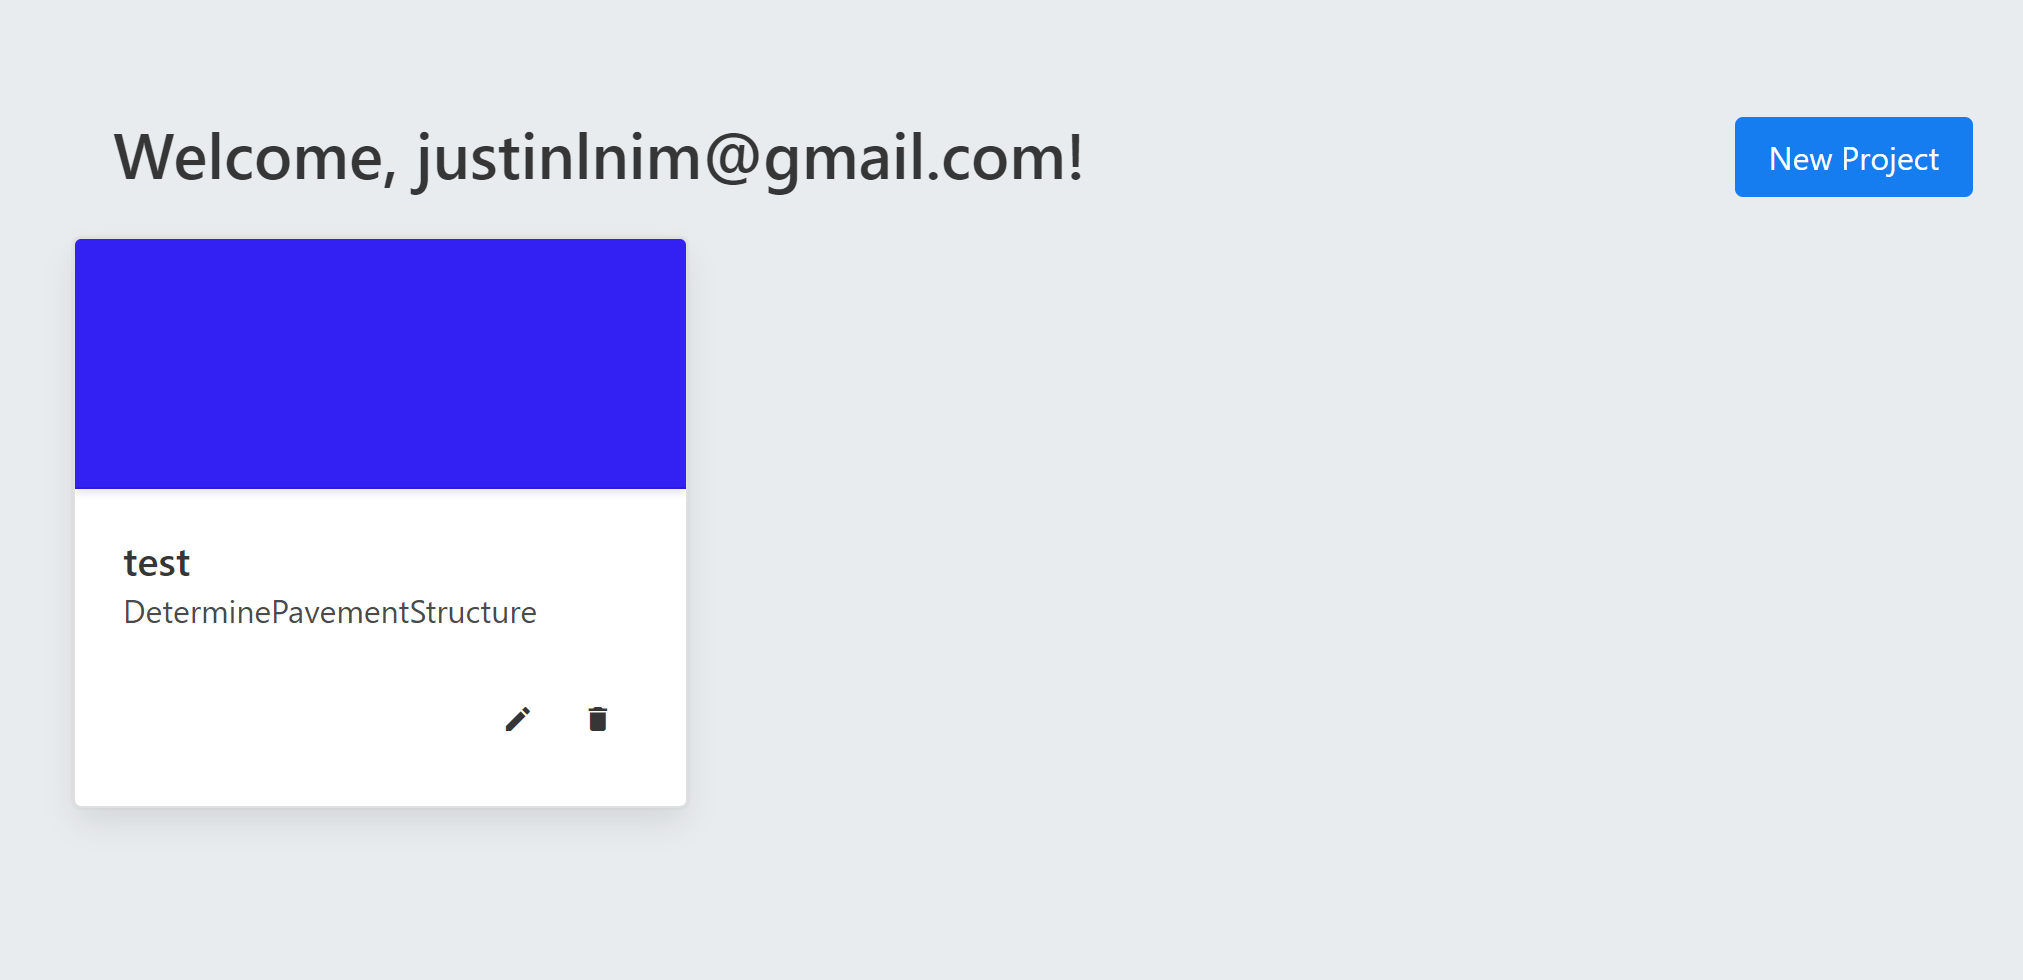 Welcome, justinlnim@gmail.com!
New Project
test
DeterminePavementStructure